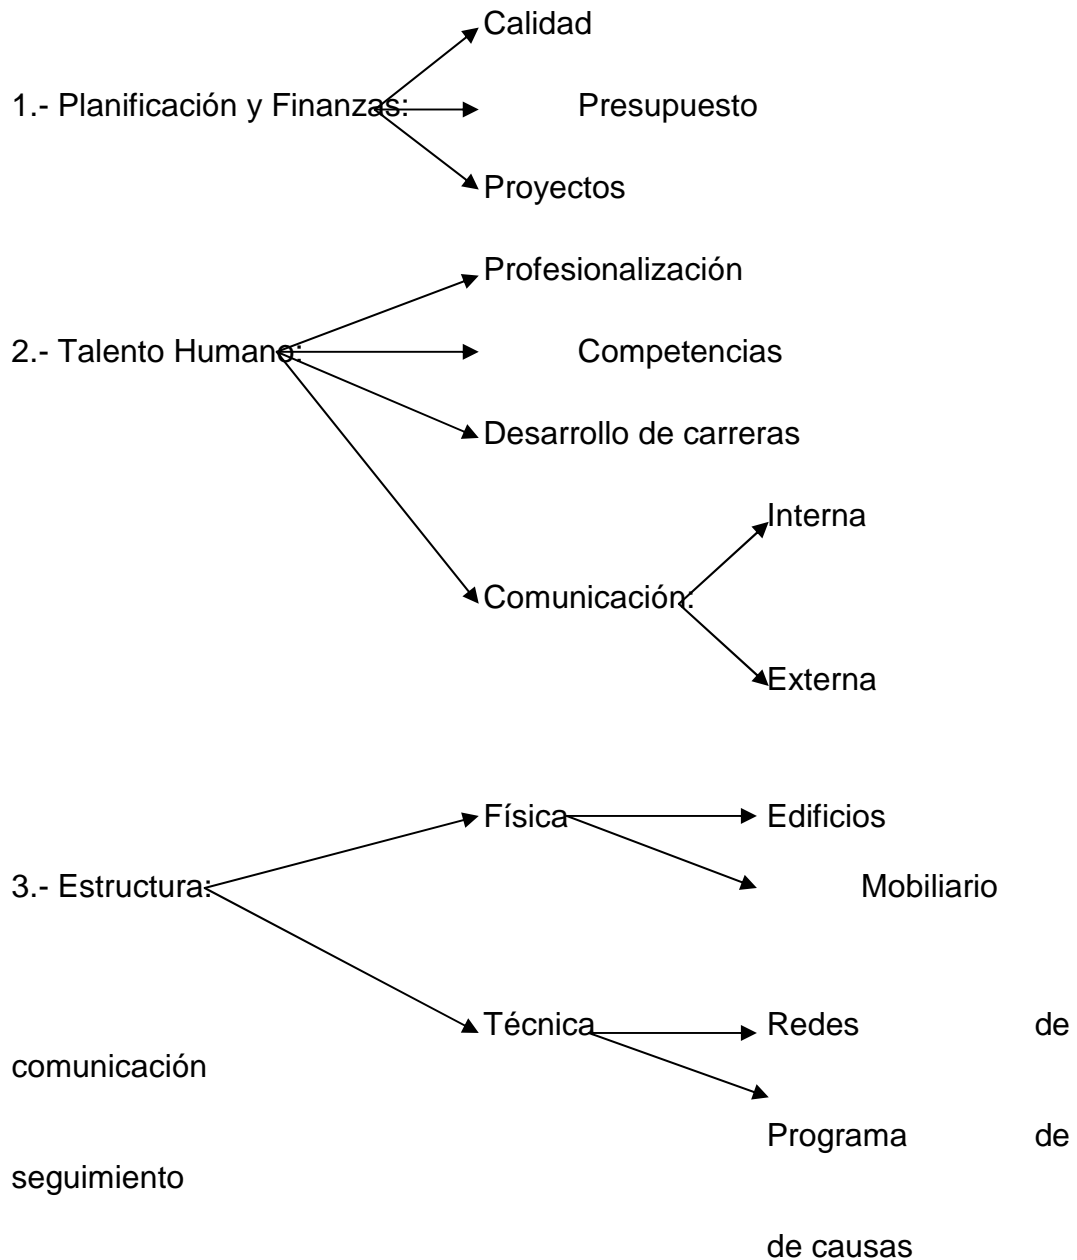 Calidad
1.- Planificación y Finanzas: Presupuesto
Proyectos
Profesionalización
2.- Talento Humano: Competencias
Desarrollo de carreras
Interna
Comunicación:
Externa
Física Edificios
3.- Estructura: Mobiliario
Técnica Redes de
comunicación
Programa de
seguimiento
de causas